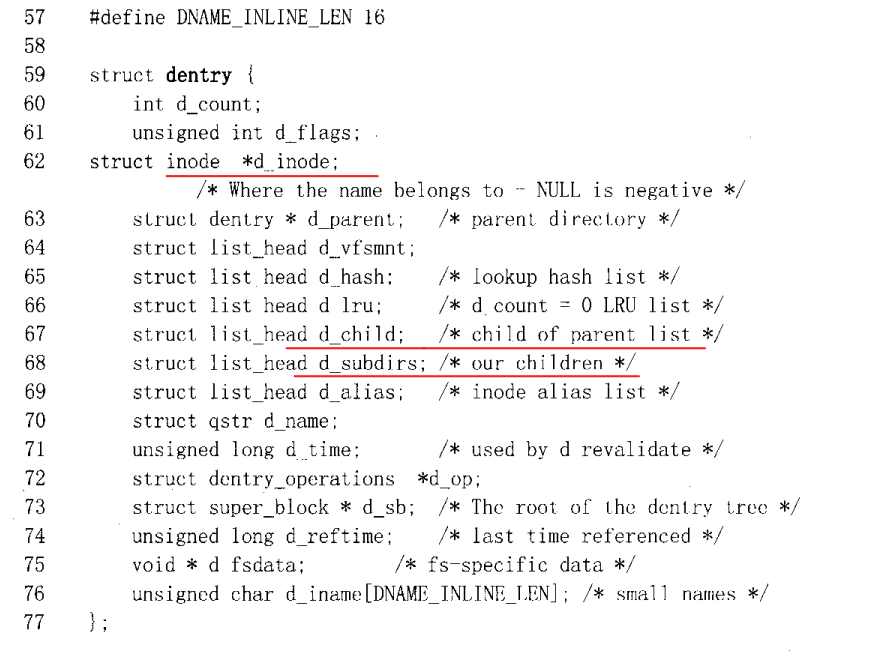 57 #define DNAME_INLINE_LEN 16
58
59 struct dentry {
60 int d_count;
61 unsigned int d_flags;
62 struct inode *d_inode;
/* Where the name belongs to - NULL is negative */
63 struct dentry * d_parent; /* parent directory */
64 struct list_head d_vfsmnt;
65 struct list_head d_hash; /* lookup hash list */
66 struct list_head d_lru; /* d_count = 0 LRU list */
67 struct list_head d_child; /* child of parent list */
68 struct list_head d_subdirs; /* our children */
69 struct list_head d_alias; /* inode alias list */
70 struct qstr d_name;
71 unsigned long d_time; /* used by d_revalidate */
72 struct dentry_operations *d_op;
73 struct super_block * d_sb; /* The root of the dentry tree */
74 unsigned long d_reftime; /* last time referenced */
75 void * d_fsdata; /* fs-specific data */
76 unsigned char d_iname[DNAME_INLINE_LEN]; /* small names */
77 };